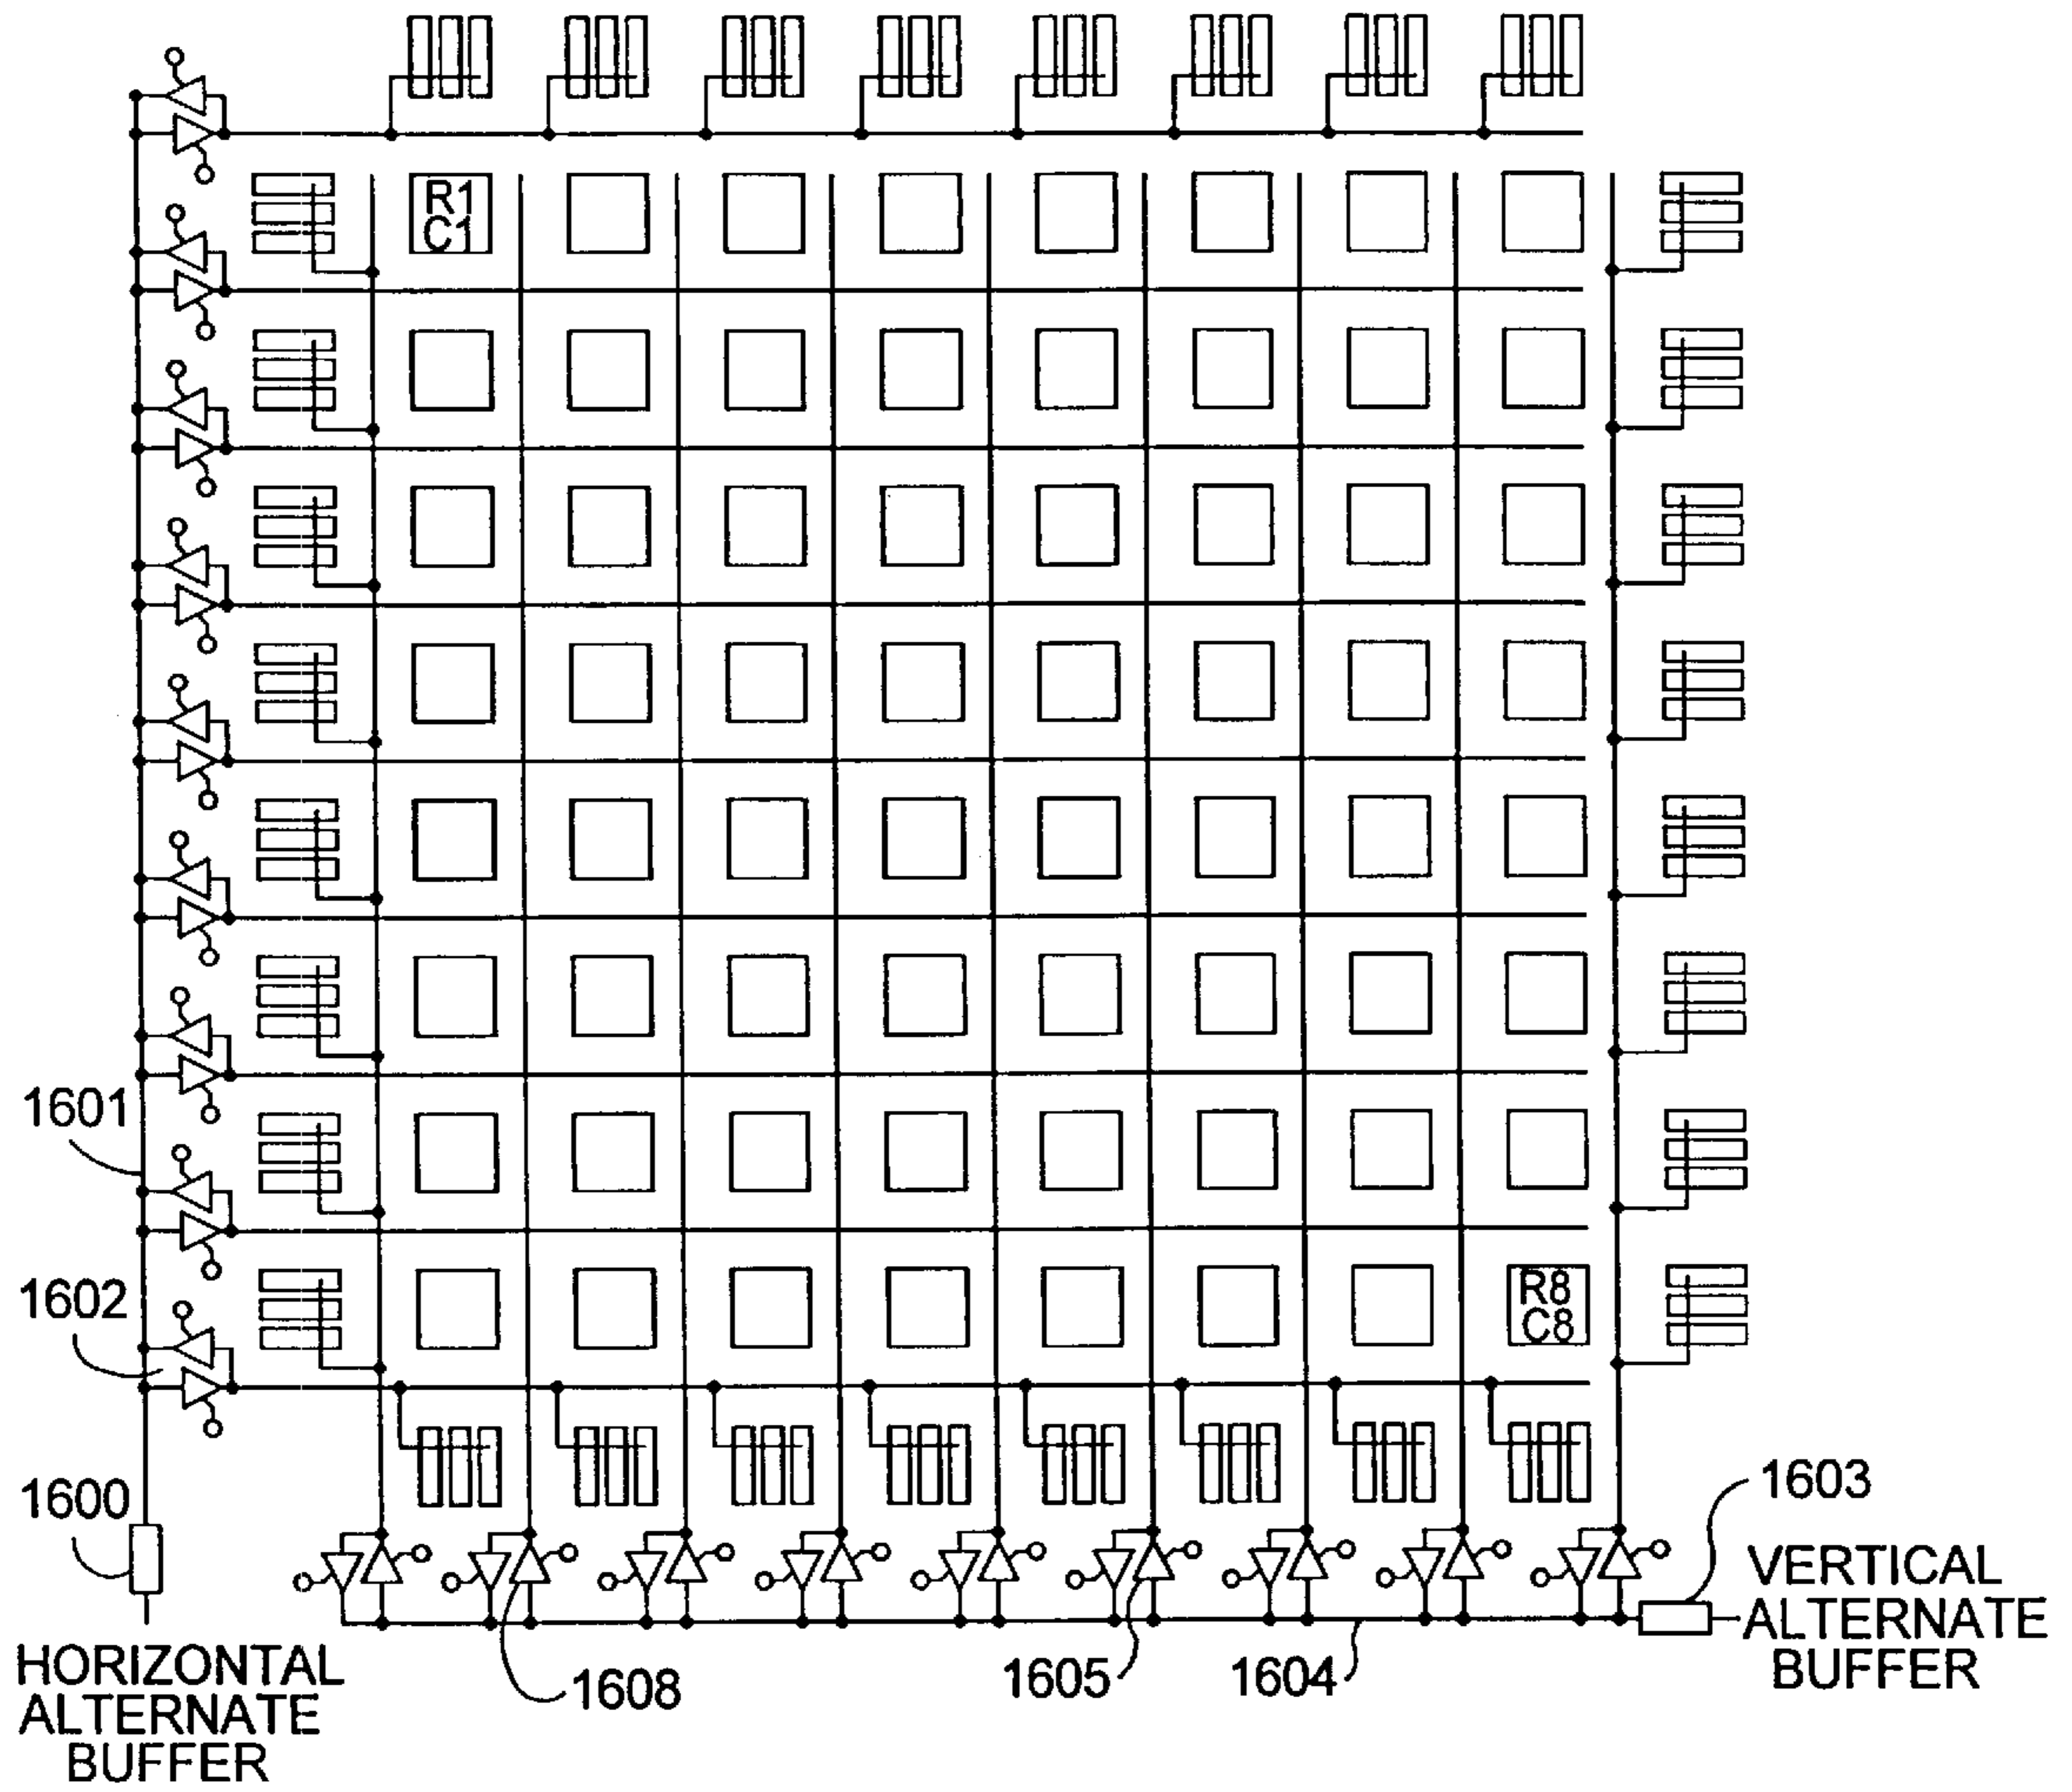 R1
C1
1601
1602
R8
C8
1600
1603
VERTICAL
ALTERNATE
BUFFER
HORIZONTAL
ALTERNATE
BUFFER
1608
1605
1604